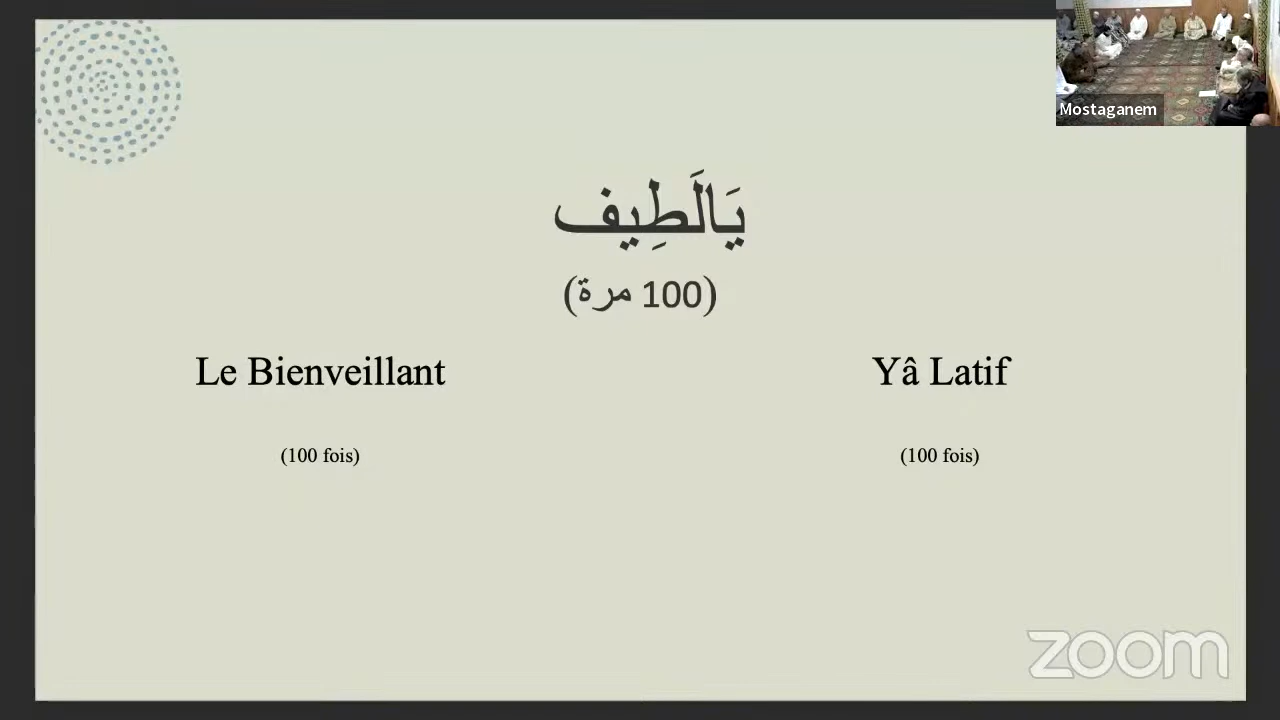 Mostaganem
يَالَطِيف
(100 مرة)
Le Bienveillant
Yâ Latif
(100 fois)
(100 fois)
zoom